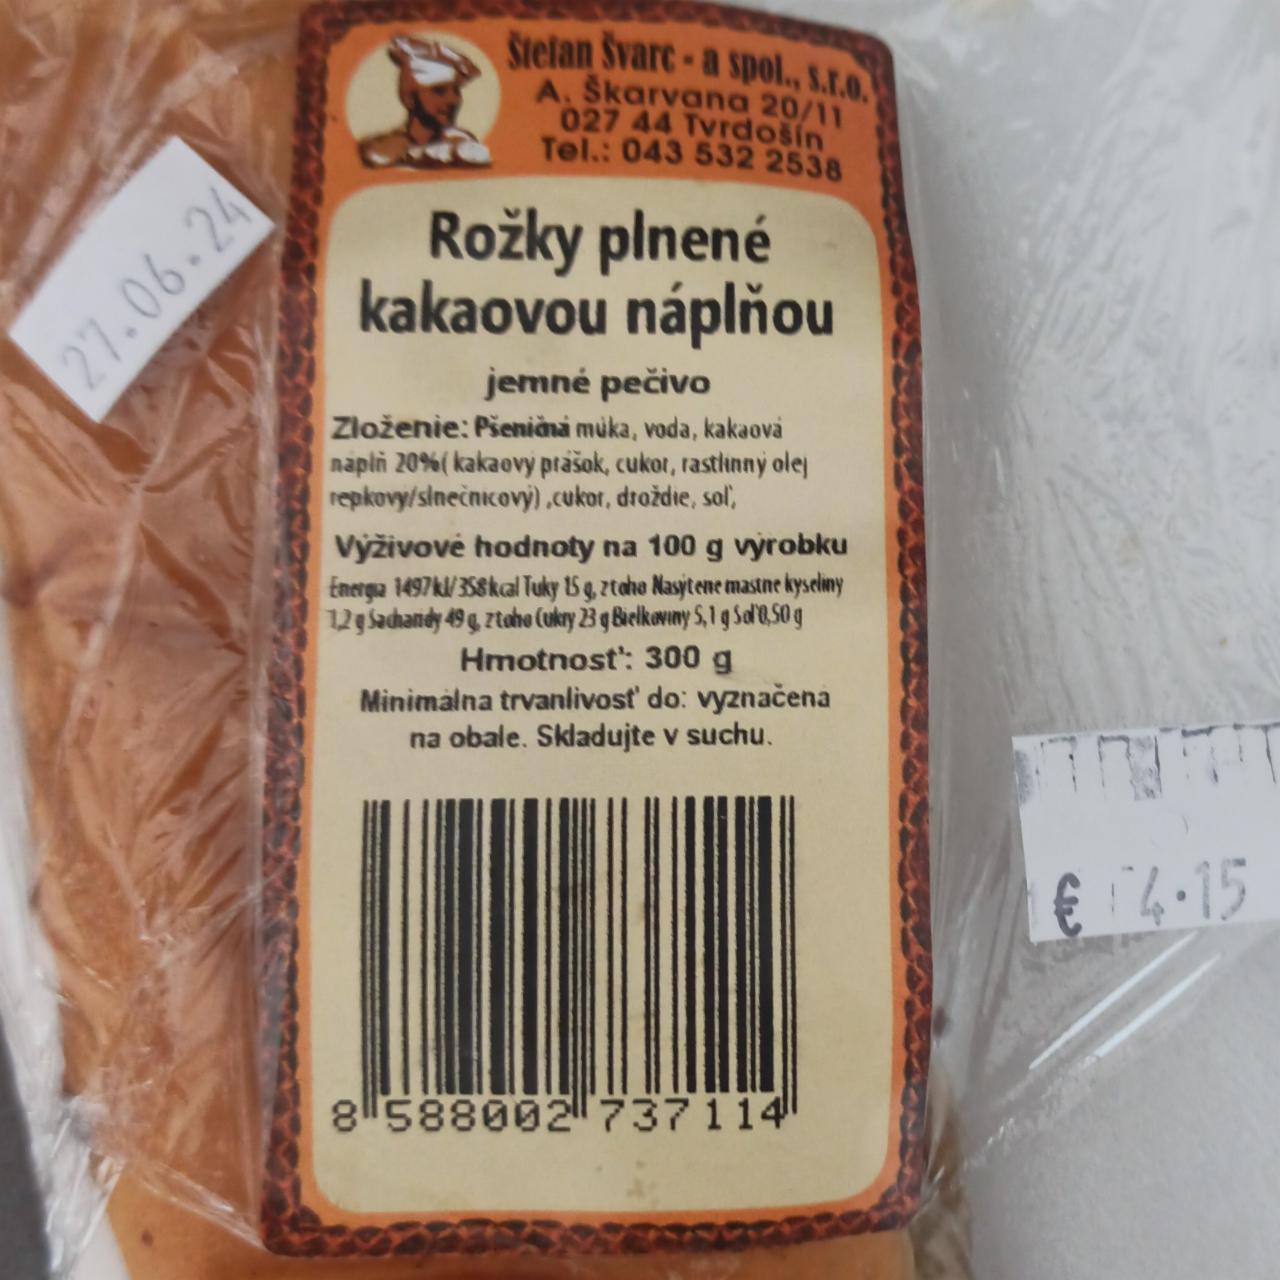 Štefan Švarc - a spol., s.r.o.
A. Škarvana 20/11
027 44 Tvrdošín
Tel.: 043 532 2538
27.06.24
Rožky plnené
kakaovou náplňou
jemné pečivo
Zloženie: Pšeničná múka, voda, kakaová
náplň 20%( kakaový prášok, cukor, rastlinný olej
repkový/slnečnicový) ,cukor, droždie, soľ,
Výživové hodnoty na 100 g výrobku
Energia 1497kJ/358kcal Tuky 15 g, z toho Nasýtene mastne kyseliny
1,2 g Sacharidy 49 g, z toho Cukry 23 g Bielkoviny 5,1 g Soľ 0,50 g
Hmotnosť: 300 g
Minimálna trvanlivosť do: vyznačená
na obale. Skladujte v suchu.
€ 4.15
8 588002 737114